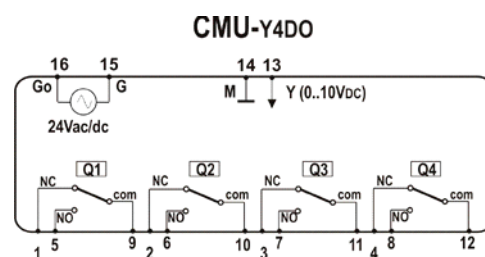 CMU-Y4DO
16 15 14 13
Go G M Y (0..10VDC)
24Vac/dc
Q1 Q2 Q3 Q4
NC NC NC NC
com com com com
NO NO NO NO
1 5 9 2 6 10 3 7 11 4 8 12